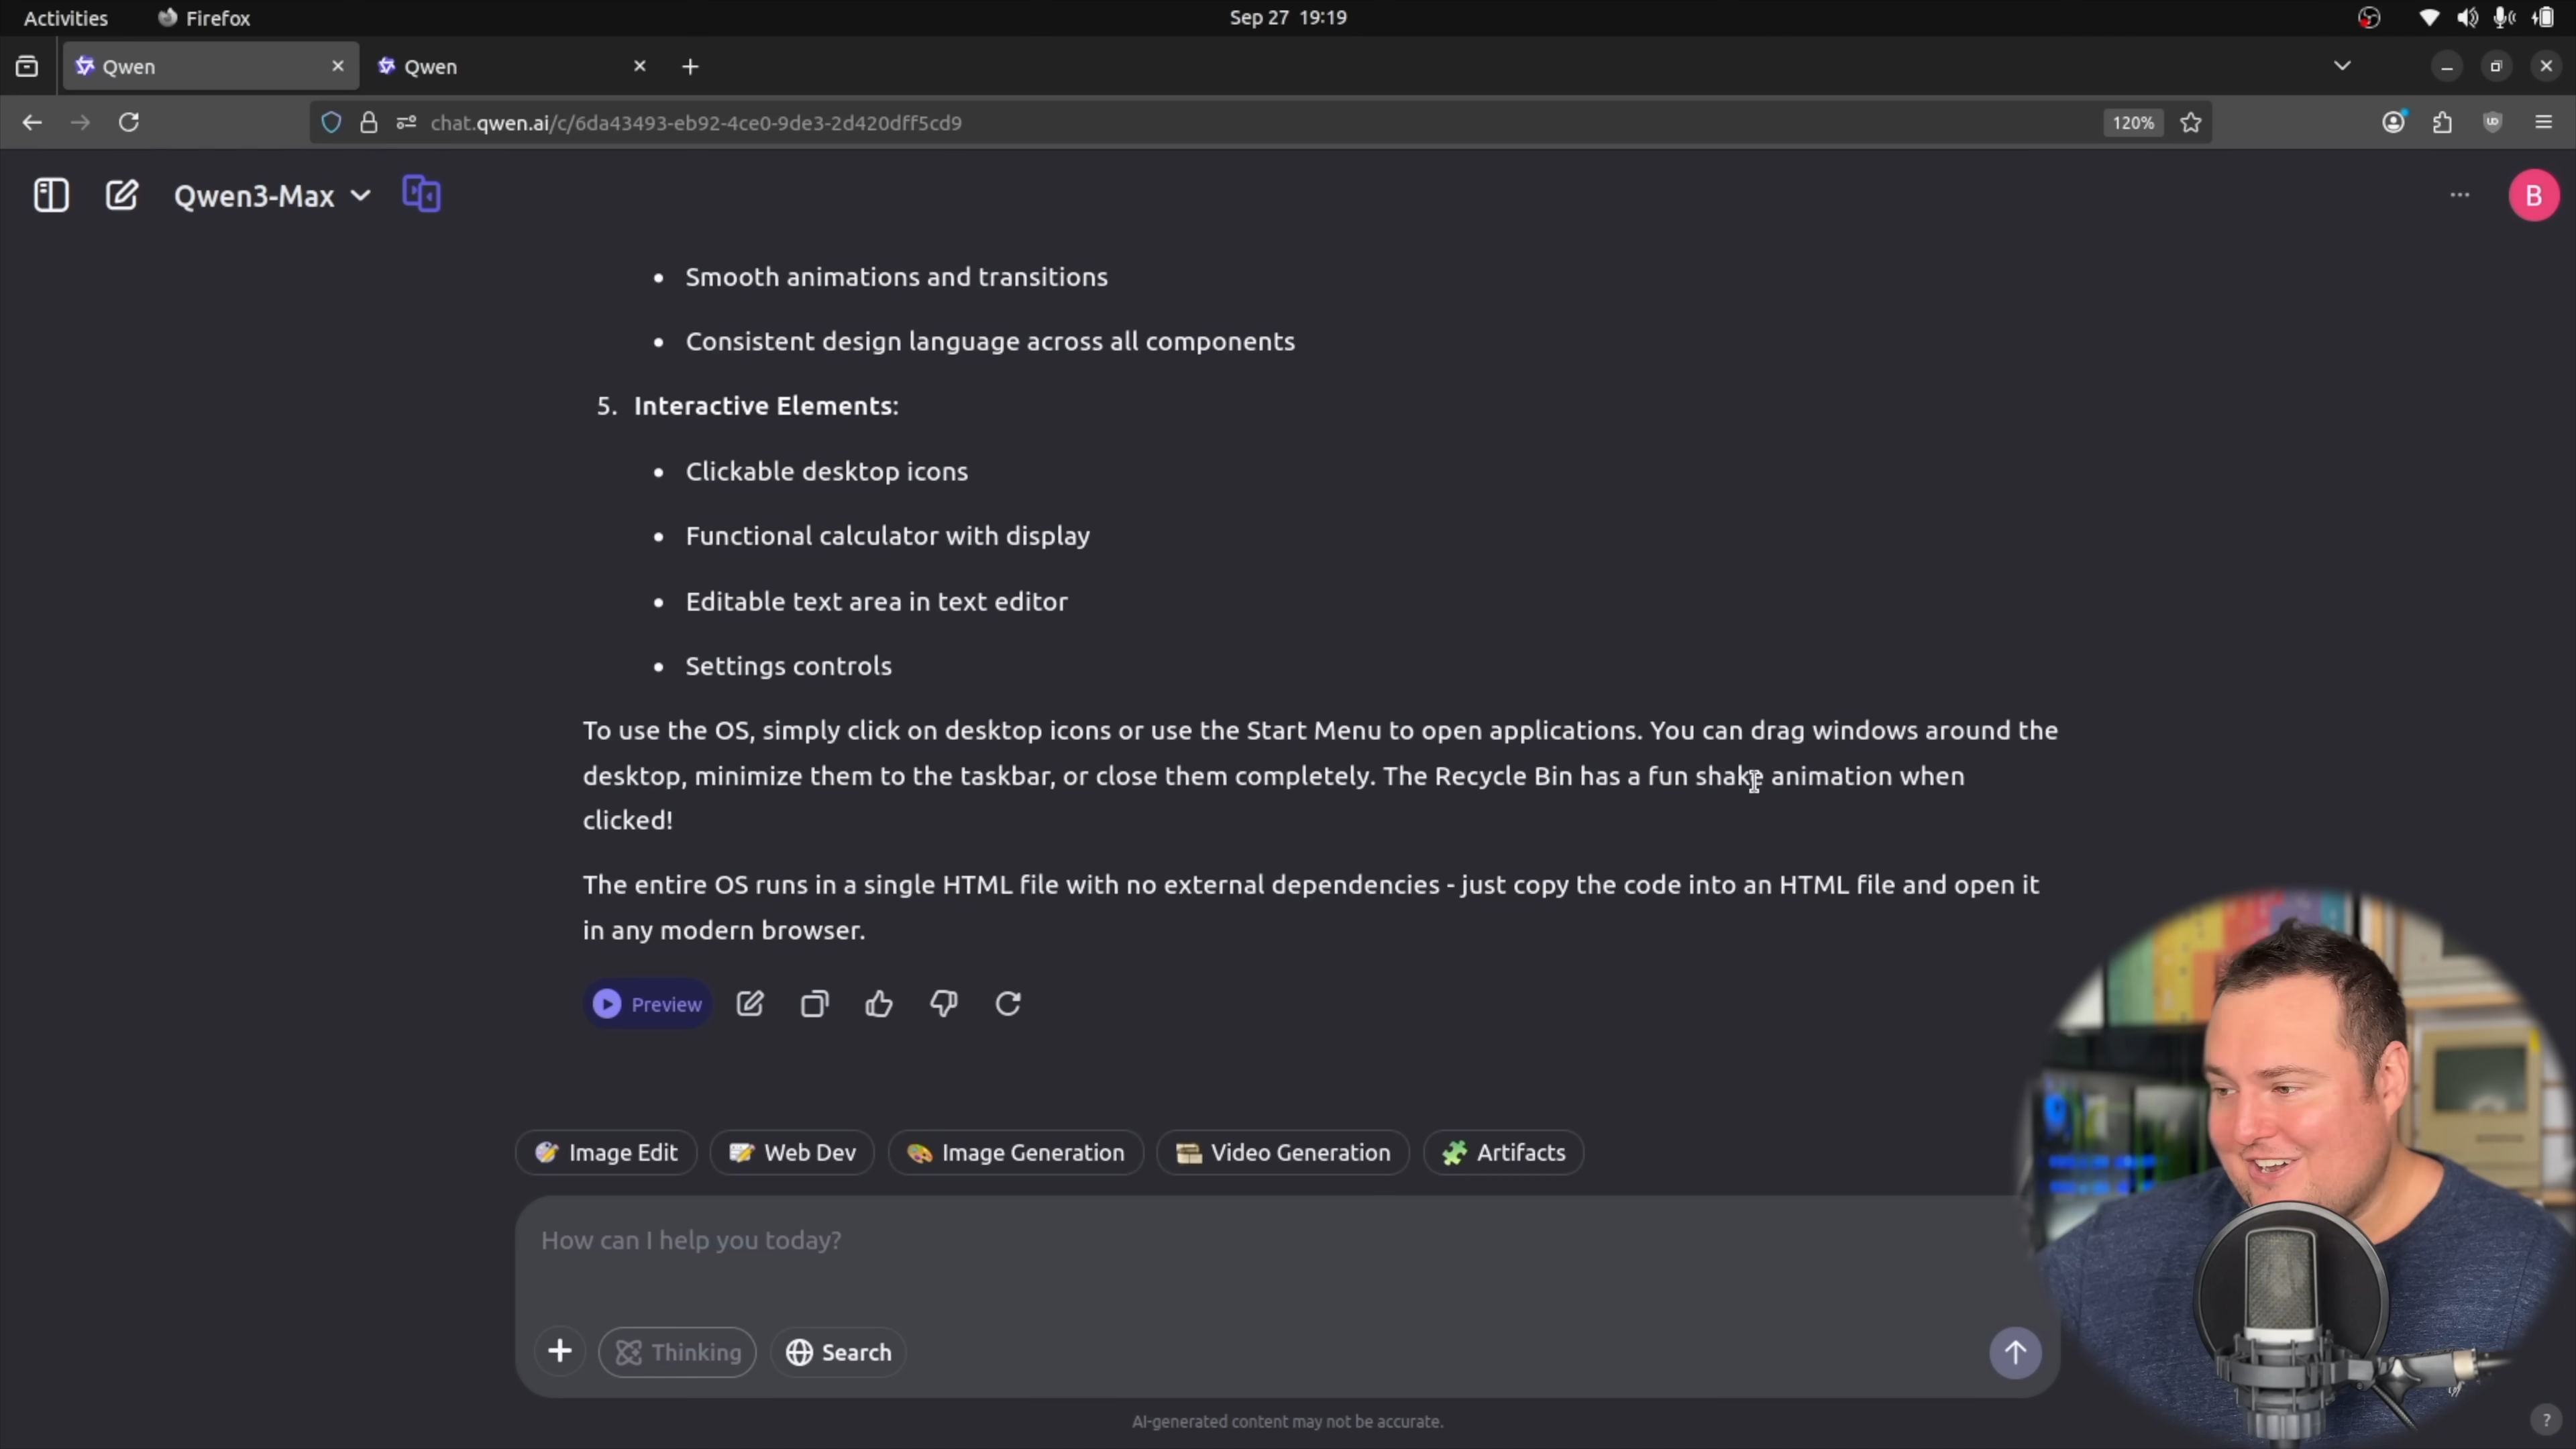 Activities Firefox Sep 27 19:19
Qwen Qwen
chat.qwen.ai/c/6da43493-eb92-4ce0-9de3-2d420dff5cd9 120%
Qwen3-Max B
• Smooth animations and transitions
• Consistent design language across all components
5. Interactive Elements:
• Clickable desktop icons
• Functional calculator with display
• Editable text area in text editor
• Settings controls
To use the OS, simply click on desktop icons or use the Start Menu to open applications. You can drag windows around the
desktop, minimize them to the taskbar, or close them completely. The Recycle Bin has a fun shake animation when
clicked!
The entire OS runs in a single HTML file with no external dependencies - just copy the code into an HTML file and open it
in any modern browser.
Preview
Image Edit Web Dev Image Generation Video Generation Artifacts
How can I help you today?
Thinking Search
AI-generated content may not be accurate. ?